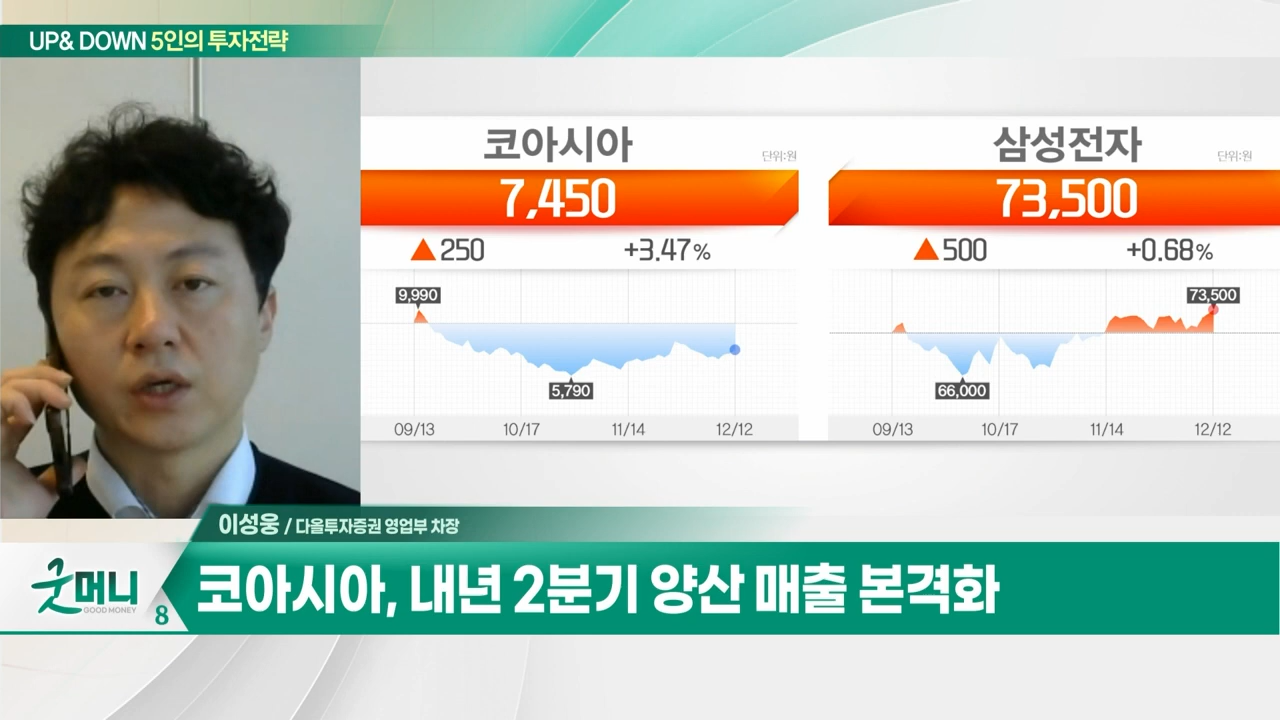 UP& DOWN 5인의 투자전략
코아시아
단위:원
7,450
▲250 +3.47%
9,990
5,790
09/13 10/17 11/14 12/12
삼성전자
단위:원
73,500
▲500 +0.68%
73,500
66,000
09/13 10/17 11/14 12/12
이성웅 / 다올투자증권 영업부 차장
굿머니
GOOD MONEY
8
코아시아, 내년 2분기 양산 매출 본격화